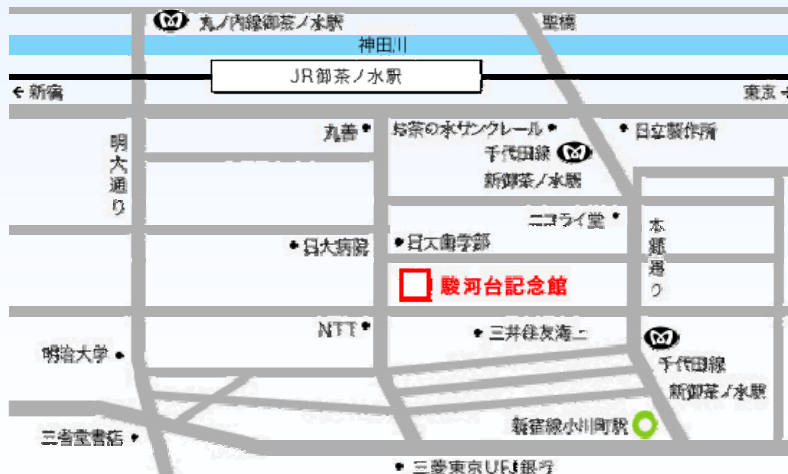 丸ノ内線御茶ノ水駅
聖橋
神田川
JR御茶ノ水駅
←新宿
東京→
丸善
お茶の水サンクレール
日立製作所
千代田線
新御茶ノ水駅
明大通り
ニコライ堂
本郷通り
日大病院
日大歯学部
駿河台記念館
NTT
三井住友海上
明治大学
千代田線
新御茶ノ水駅
新宿線小川町駅
三省堂書店
三菱東京UFJ銀行